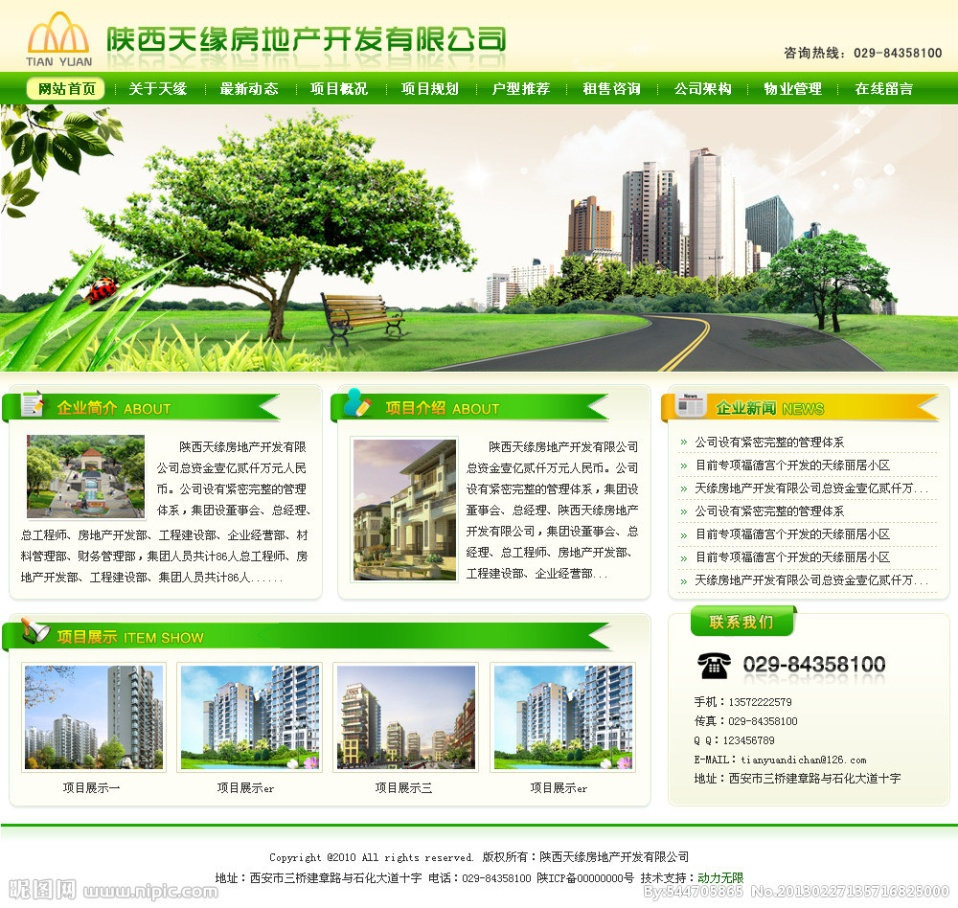 TIAN YUAN
陕西天缘房地产开发有限公司
咨询热线：029-84358100
网站首页 关于天缘 最新动态 项目概况 项目规划 户型推荐 租售咨询 公司架构 物业管理 在线留言
企业简介 ABOUT
陕西天缘房地产开发有限
公司总资金壹亿贰仟万元人民
币。公司设有紧密完整的管理
体系，集团设董事会、总经理、
总工程师、房地产开发部、工程建设部、企业经营部、材
料管理部、财务管理部，集团人员共计86人总工程师、房
地产开发部、工程建设部、集团人员共计86人......
项目介绍 ABOUT
陕西天缘房地产开发有限公司
总资金壹亿贰仟万元人民币。公司
设有紧密完整的管理体系，集团设
董事会、总经理、陕西天缘房地产
开发有限公司，集团设董事会、总
经理、总工程师、房地产开发部、
工程建设部、企业经营部...
News
企业新闻 NEWS
» 公司设有紧密完整的管理体系
» 目前专项福德宫个开发的天缘丽居小区
» 天缘房地产开发有限公司总资金壹亿贰仟万...
» 公司设有紧密完整的管理体系
» 目前专项福德宫个开发的天缘丽居小区
» 目前专项福德宫个开发的天缘丽居小区
» 天缘房地产开发有限公司总资金壹亿贰仟万...
项目展示 ITEM SHOW
项目展示一 项目展示er 项目展示三 项目展示er
联系我们
029-84358100
手机：13572222579
传真：029-84358100
Q Q：123456789
E-MAIL：tianyuandichan@126.com
地址：西安市三桥建章路与石化大道十字
Copyright @2010 All rights reserved. 版权所有：陕西天缘房地产开发有限公司
地址：西安市三桥建章路与石化大道十字 电话：029-84358100 陕ICP备00000000号 技术支持：动力无限
昵图网 www.nipic.com
By:544705865 No.20130227135716825000